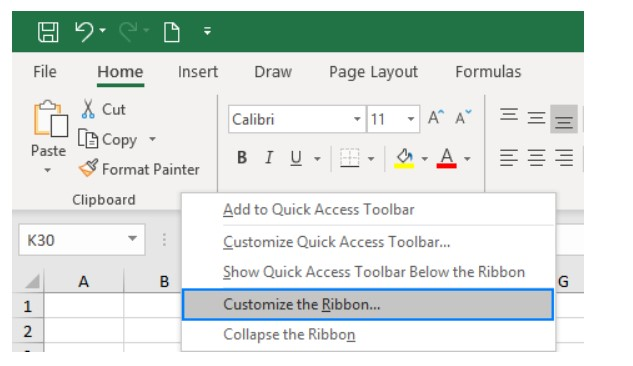 File Home Insert Draw Page Layout Formulas
Cut
Calibri 11 A^ A˅
Copy
Paste
B I U A
Format Painter
Clipboard
Add to Quick Access Toolbar
K30
Customize Quick Access Toolbar...
Show Quick Access Toolbar Below the Ribbon
A B G
1
Customize the Ribbon...
2
Collapse the Ribbon